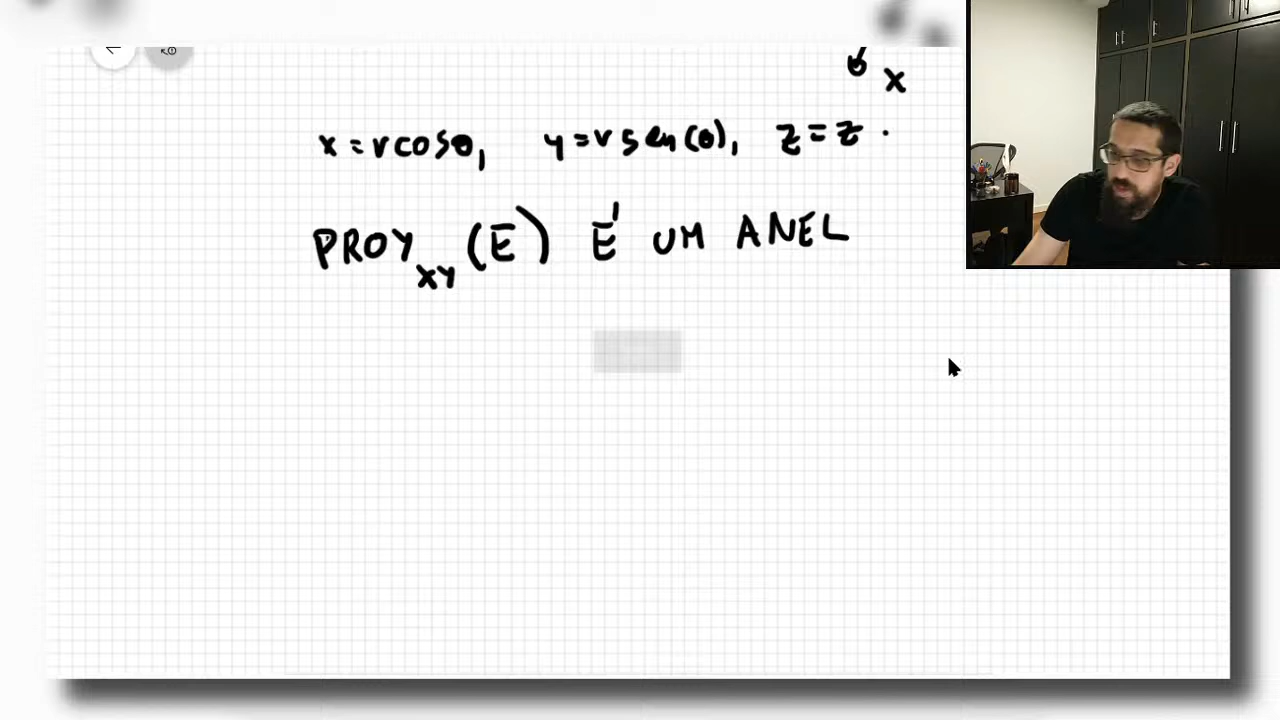 x
x = r cos θ, y = r sen(θ), z = z .
PROY_XY (E) É UM ANEL